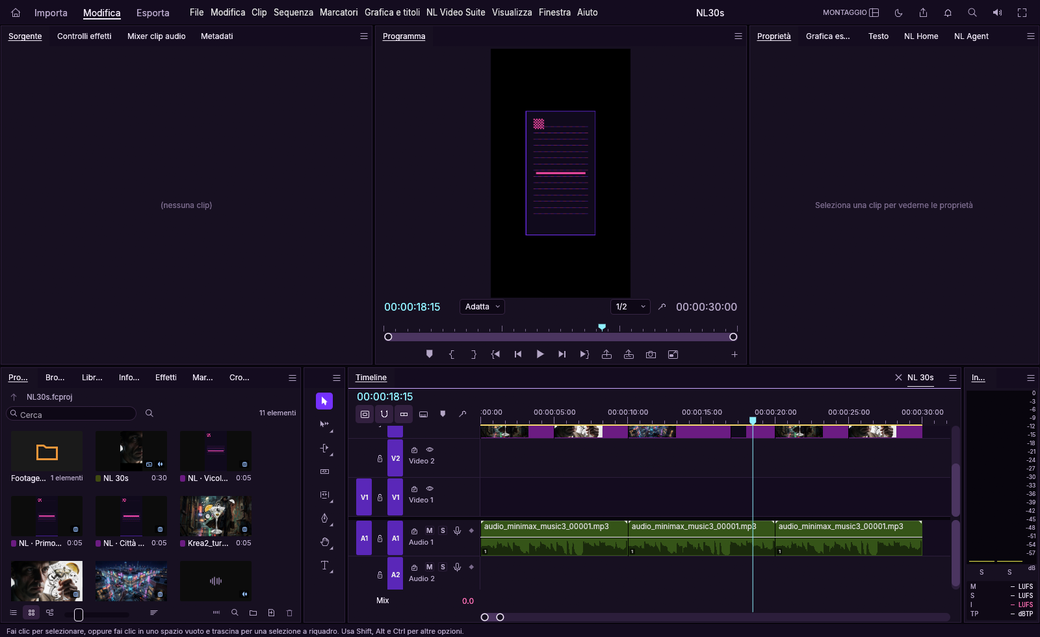 Importa Modifica Esporta File Modifica Clip Sequenza Marcatori Grafica e titoli NL Video Suite Visualizza Finestra Aiuto NL30s MONTAGGIO
Sorgente Controlli effetti Mixer clip audio Metadati
Programma
Proprietà Grafica es... Testo NL Home NL Agent
(nessuna clip)
Seleziona una clip per vederne le proprietà
00:00:18:15 Adatta 1/2 00:00:30:00
Pro... Bro... Libr... Info... Effetti Mar... Cro...
NL30s.fcproj
Cerca
11 elementi
Footage... 1 elementi
NL 30s 0:30
NL · Vicol... 0:05
NL · Primo... 0:05
NL · Città ... 0:05
Krea2_tur... 0:05
Timeline
NL 30s
00:00:18:15
:00:00 00:00:05:00 00:00:10:00 00:00:15:00 00:00:20:00 00:00:25:00 00:00:30:00
V2 Video 2
V1 V1 Video 1
A1 A1 M S Audio 1
audio_minimax_music3_00001.mp3 audio_minimax_music3_00001.mp3 audio_minimax_music3_00001.mp3
1 1 1
A2 M S Audio 2
Mix 0.0
In...
0
-3
-6
-9
-12
-15
-18
-21
-24
-27
-30
-33
-36
-39
-42
-45
-48
-51
-54
-57
dB
S S
M – LUFS
S – LUFS
I – LUFS
TP – dBTP
Fai clic per selezionare, oppure fai clic in uno spazio vuoto e trascina per una selezione a riquadro. Usa Shift, Alt e Ctrl per altre opzioni.